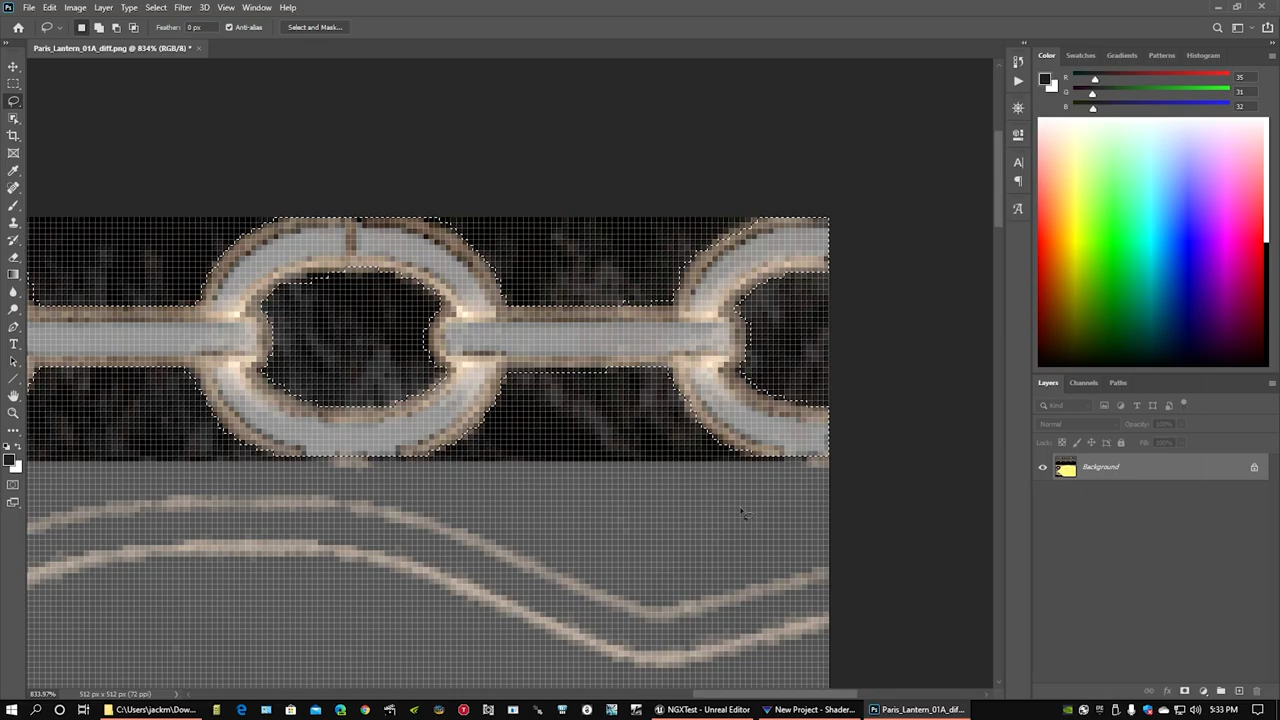 File Edit Image Layer Type Select Filter 3D View Window Help
Feather: 0 px Anti-alias Select and Mask...
Paris_Lantern_01A_diff.png @ 834% (RGB/8) *
Color Swatches Gradients Patterns Histogram
R 35
G 31
B 32
Layers Channels Paths
Kind
Normal Opacity: 100%
Lock: Fill: 100%
Background
833.97% 512 px x 512 px (72 ppi)
C:\Users\jackm\Dow... NGXTest - Unreal Editor New Project - Shader... Paris_Lantern_01A_dif... 5:33 PM